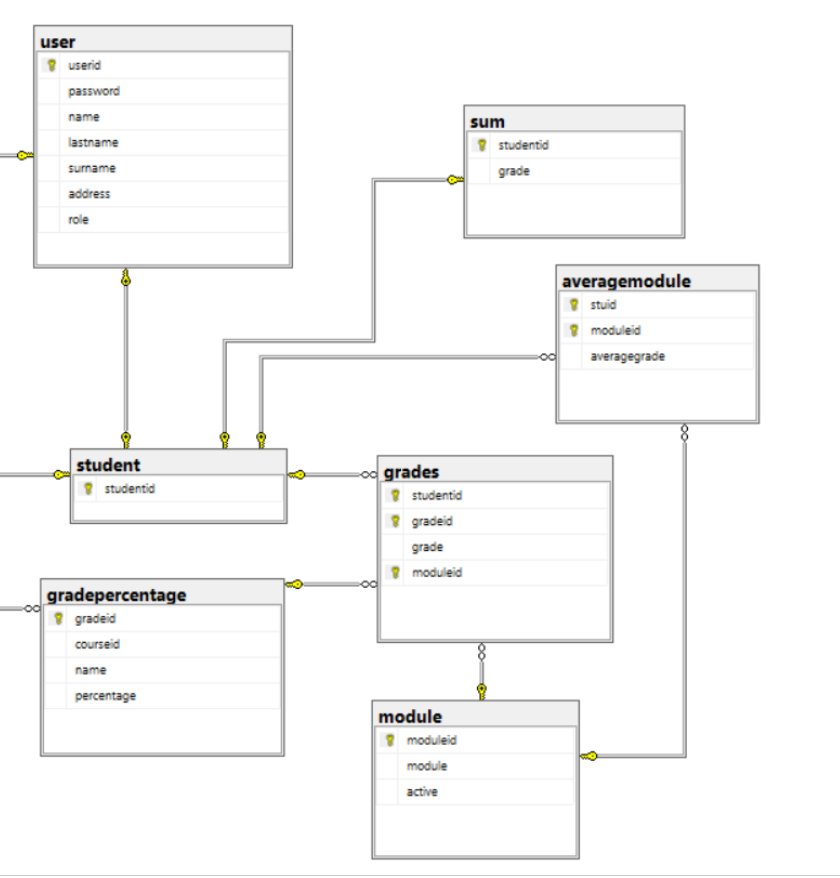 user
userid
password
name
lastname
surname
address
role
sum
studentid
grade
averagemodule
stuid
moduleid
averagegrade
student
studentid
grades
studentid
gradeid
grade
moduleid
gradepercentage
gradeid
courseid
name
percentage
module
moduleid
module
active